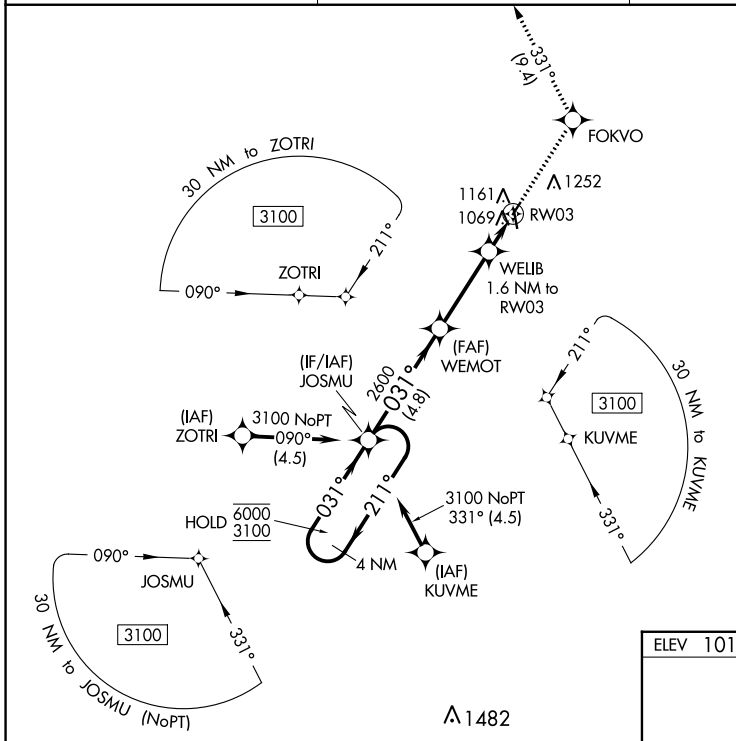 331°
(9.4)
FOKVO
30 NM to ZOTRI
3100
211°
090°
ZOTRI
1161
1252
1069
RW03
WELIB
1.6 NM to
RW03
(FAF)
WEMOT
(IF/IAF)
JOSMU
2600
031°
(4.8)
(IAF)
ZOTRI
3100 NoPT
090°
(4.5)
211°
3100
KUVME
30 NM to KUVME
331°
031°
211°
HOLD
6000
3100
4 NM
3100 NoPT
331° (4.5)
(IAF)
KUVME
090°
JOSMU
3100
331°
30 NM to JOSMU (NoPT)
1482
ELEV 101